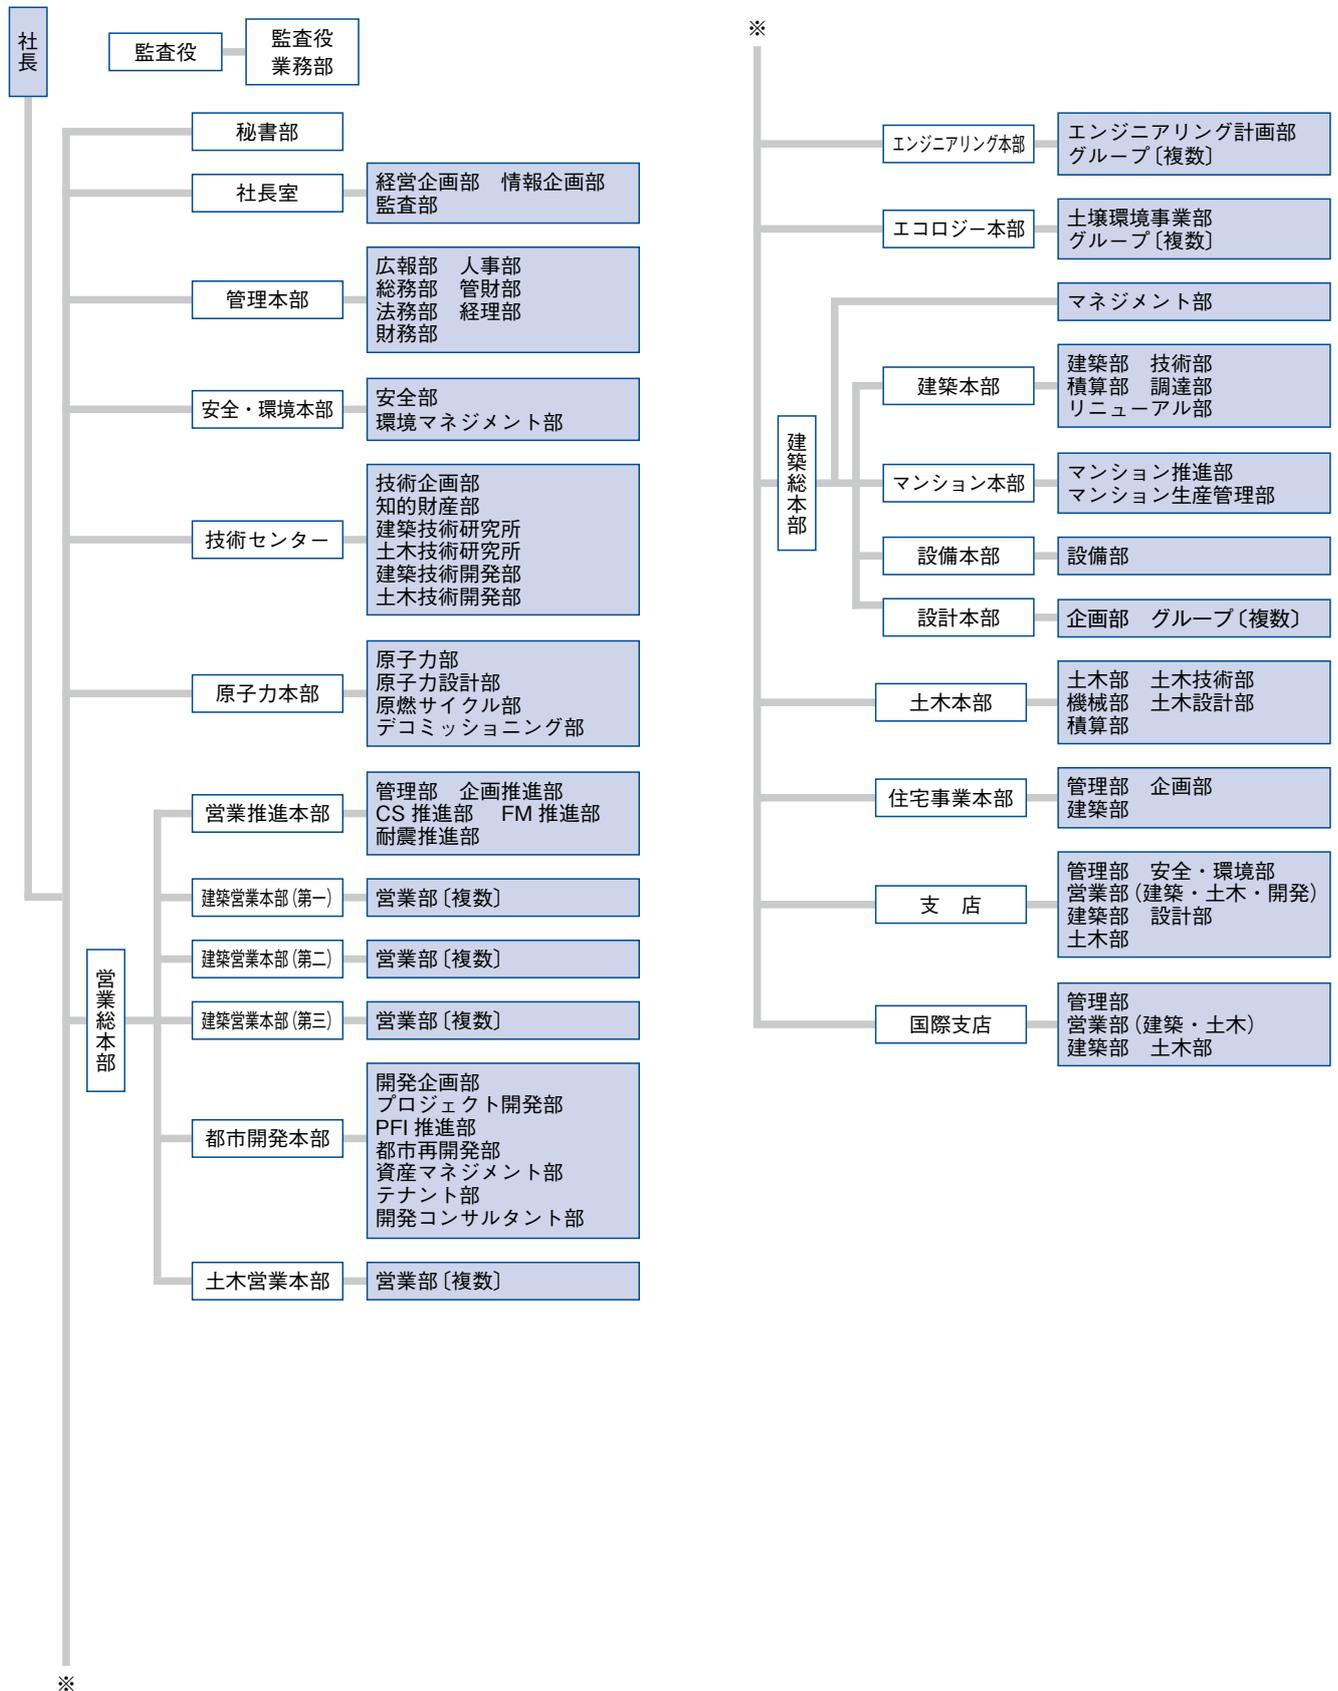 社長
監査役
監査役
業務部
秘書部
社長室
経営企画部　情報企画部
監査部
管理本部
広報部　人事部
総務部　管財部
法務部　経理部
財務部
安全・環境本部
安全部
環境マネジメント部
技術センター
技術企画部
知的財産部
建築技術研究所
土木技術研究所
建築技術開発部
土木技術開発部
原子力本部
原子力部
原子力設計部
原燃サイクル部
デコミッショニング部
営業総本部
営業推進本部
管理部　企画推進部
CS 推進部　FM 推進部
耐震推進部
建築営業本部（第一）
営業部〔複数〕
建築営業本部（第二）
営業部〔複数〕
建築営業本部（第三）
営業部〔複数〕
都市開発本部
開発企画部
プロジェクト開発部
PFI 推進部
都市再開発部
資産マネジメント部
テナント部
開発コンサルタント部
土木営業本部
営業部〔複数〕
※
※
エンジニアリング本部
エンジニアリング計画部
グループ〔複数〕
エコロジー本部
土壌環境事業部
グループ〔複数〕
建築総本部
マネジメント部
建築本部
建築部　技術部
積算部　調達部
リニューアル部
マンション本部
マンション推進部
マンション生産管理部
設備本部
設備部
設計本部
企画部　グループ〔複数〕
土木本部
土木部　土木技術部
機械部　土木設計部
積算部
住宅事業本部
管理部　企画部
建築部
支　店
管理部　安全・環境部
営業部（建築・土木・開発）
建築部　設計部
土木部
国際支店
管理部
営業部（建築・土木）
建築部　土木部